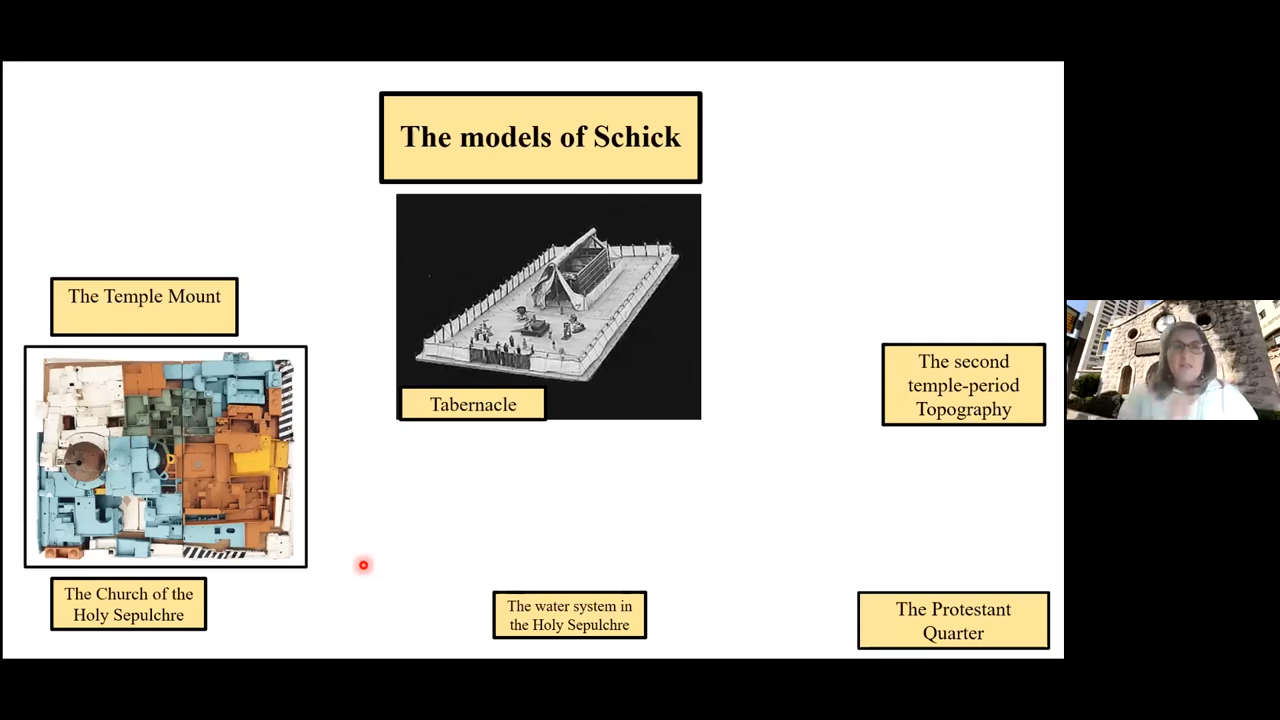 The models of Schick
The Temple Mount
Tabernacle
The second
temple-period
Topography
The Church of the
Holy Sepulchre
The water system in
the Holy Sepulchre
The Protestant
Quarter